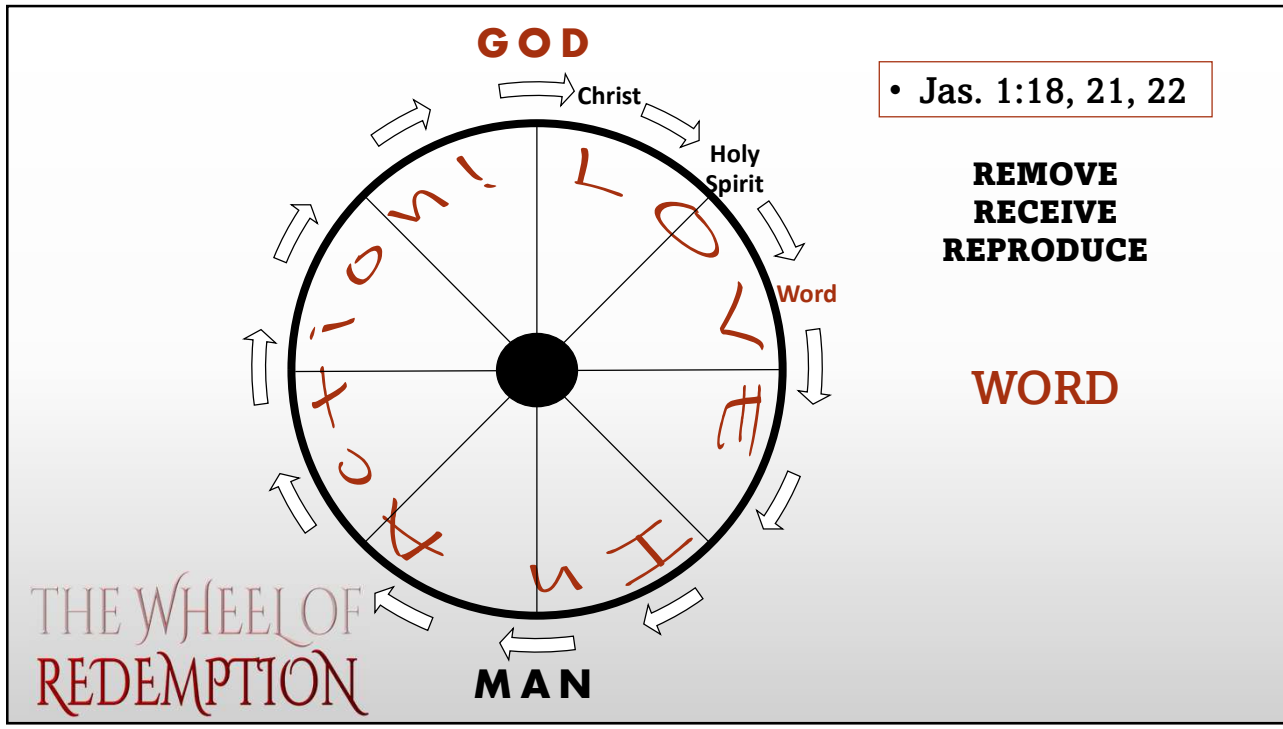 GOD
Christ
Holy
Spirit
Word
LOVE In Action!
MAN
• Jas. 1:18, 21, 22
REMOVE
RECEIVE
REPRODUCE
WORD
THE WHEEL OF
REDEMPTION